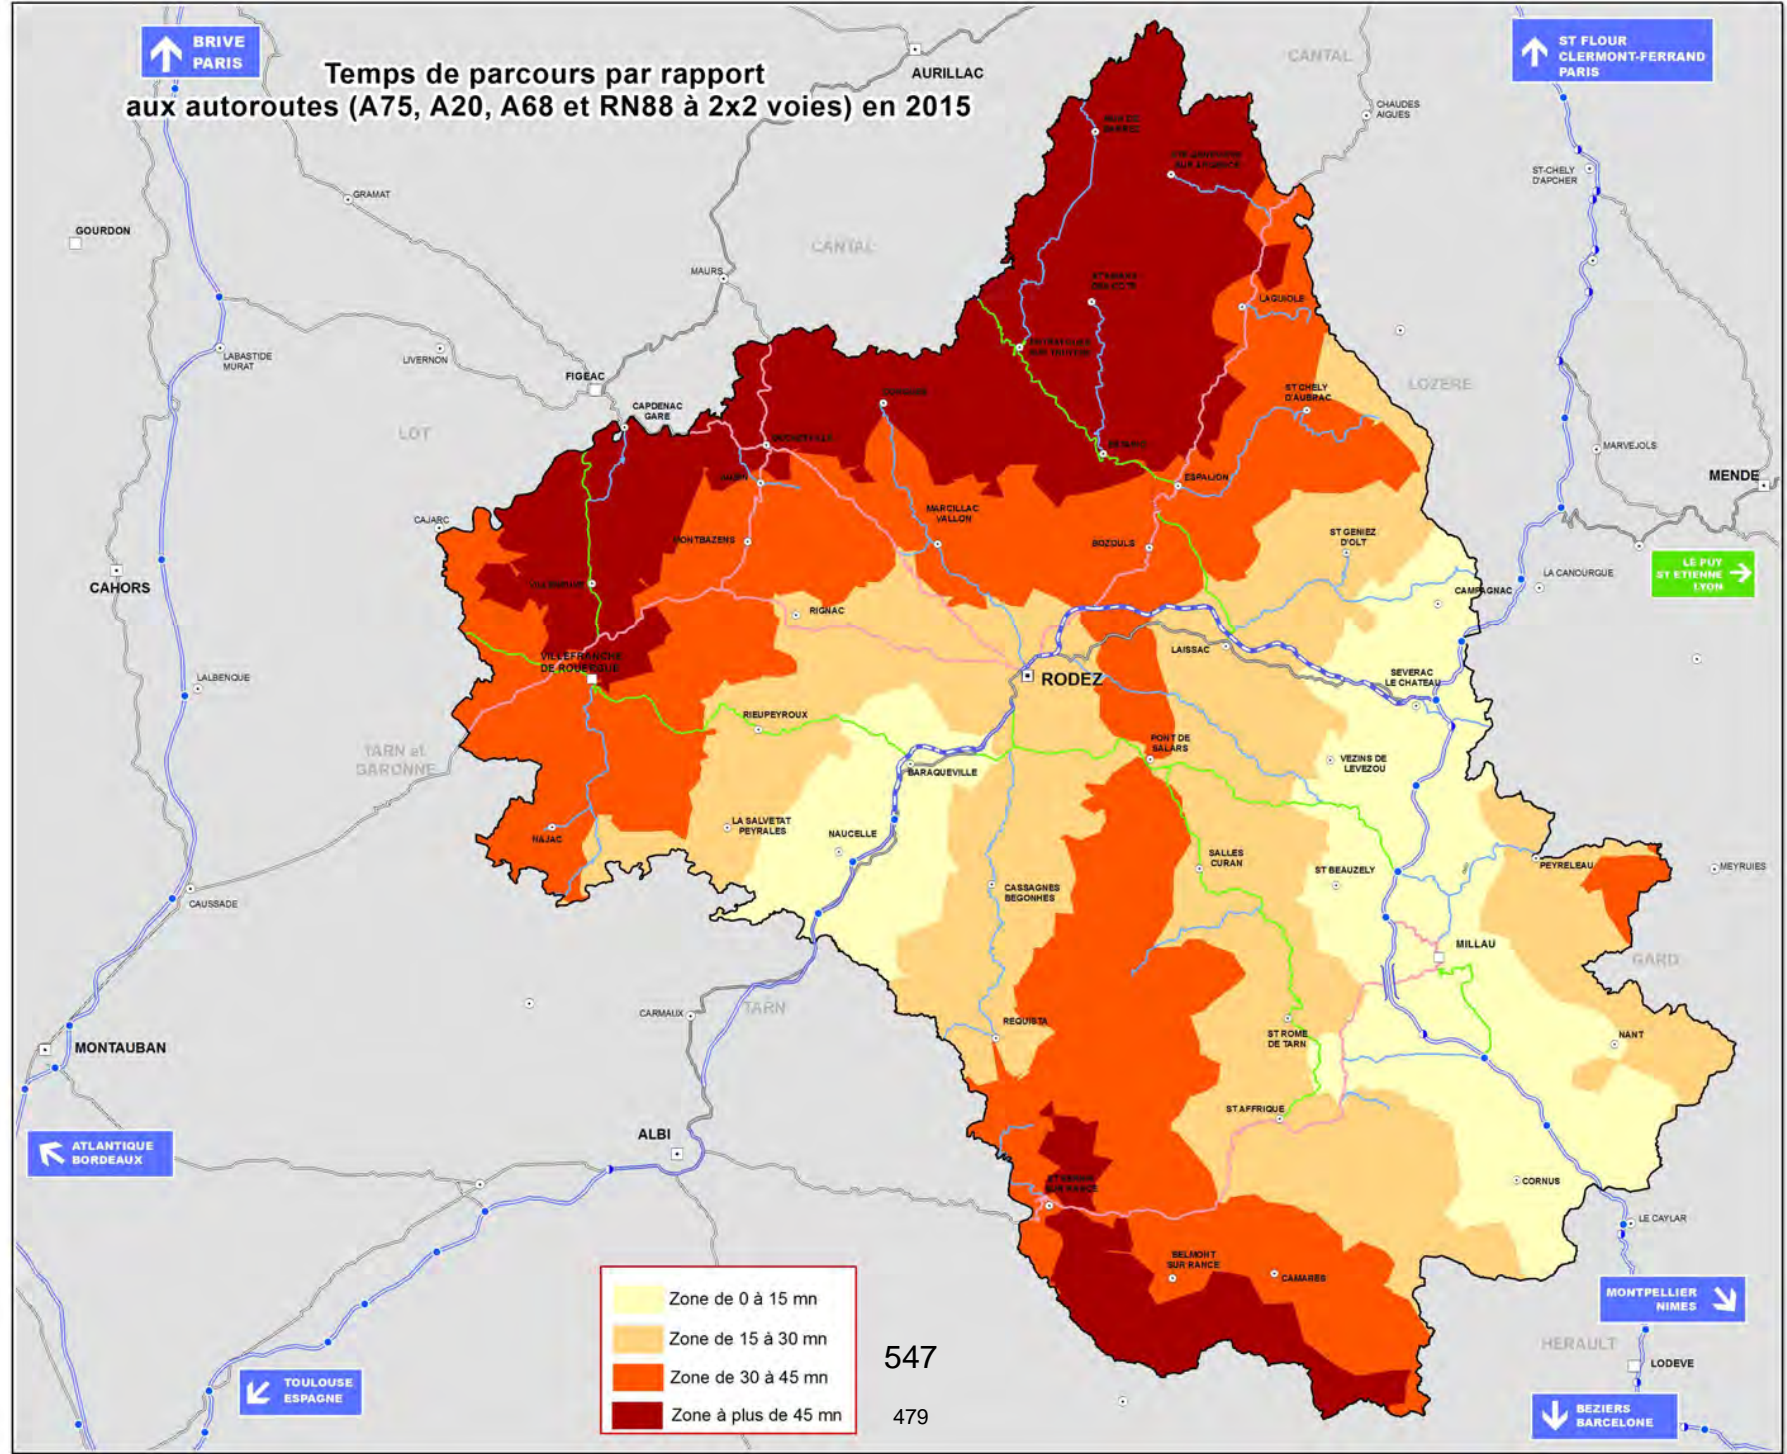 BRIVE
PARIS
Temps de parcours par rapport
aux autoroutes (A75, A20, A68 et RN88 à 2x2 voies) en 2015
AURILLAC
CANTAL
ST FLOUR
CLERMONT-FERRAND
PARIS
CHAUDES
AIGUES
ST-CHELY
D'APCHER
GRAMAT
GOURDON
CANTAL
MAURS
LAGUIOLE
LABASTIDE
MURAT
LIVERNON
FIGEAC
LOZERE
ST CHELY
D'AUBRAC
CAPDENAC
GARE
LOT
MARVEJOLS
MENDE
ESPALION
CAJARC
MARCILLAC
VALLON
MONTBAZENS
BOZOULS
ST GENIEZ
D'OLT
LE PUY
ST ETIENNE
LYON
CAHORS
LA CANOURGUE
CAMPAGNAC
RIGNAC
VILLEFRANCHE
DE ROUERGUE
LAISSAC
RODEZ
SEVERAC
LE CHATEAU
LALBENQUE
RIEUPEYROUX
TARN et
GARONNE
PONT DE
SALARS
VEZINS DE
LEVEZOU
BARAQUEVILLE
LA SALVETAT
PEYRALES
NAUCELLE
NAJAC
SALLES
CURAN
ST BEAUZELY
PEYRELEAU
MEYRUIES
CASSAGNES
BEGONHES
CAUSSADE
MILLAU
GARD
TARN
CARMAUX
REQUISTA
ST ROME
DE TARN
NANT
MONTAUBAN
ST AFFRIQUE
ALBI
ATLANTIQUE
BORDEAUX
CORNUS
LE CAYLAR
BELMONT
SUR RANCE
CAMARES
MONTPELLIER
NIMES
HERAULT
LODEVE
TOULOUSE
ESPAGNE
BEZIERS
BARCELONE
Zone de 0 à 15 mn
Zone de 15 à 30 mn
Zone de 30 à 45 mn
Zone à plus de 45 mn
547
479